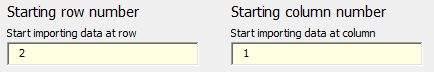 Starting row number
Start importing data at row
2
Starting column number
Start importing data at column
1